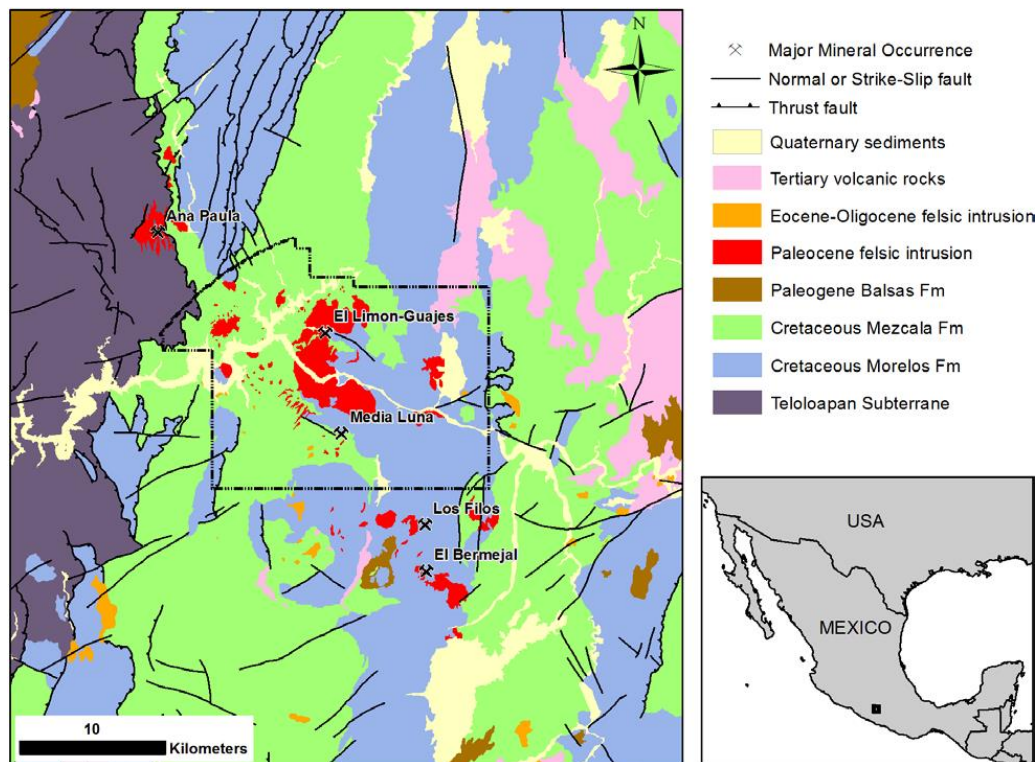 N
Ana Paula
El Limon-Guajes
Media Luna
Los Filos
El Bermejal
10
Kilometers
Major Mineral Occurrence
Normal or Strike-Slip fault
Thrust fault
Quaternary sediments
Tertiary volcanic rocks
Eocene-Oligocene felsic intrusion
Paleocene felsic intrusion
Paleogene Balsas Fm
Cretaceous Mezcala Fm
Cretaceous Morelos Fm
Teloloapan Subterrane
USA
MEXICO